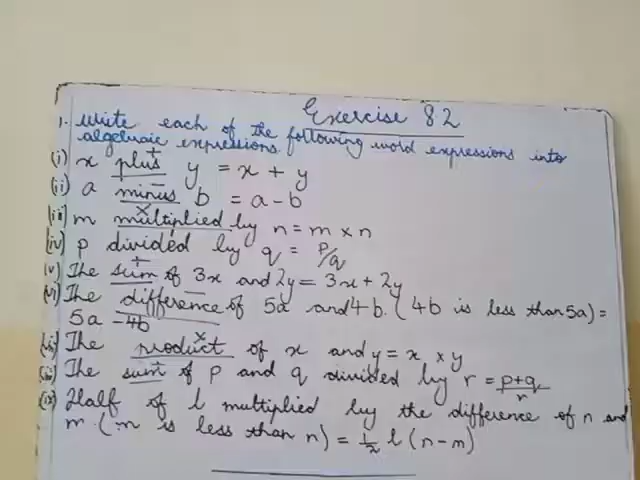 Exercise 8.2
1. Write each of the following word expressions into
algebraic expressions.
(i) x plus y = x + y
+
(ii) a minus b = a - b
−
(iii) m multiplied by n = m × n
×
(iv) p divided by q = p/q
(v) The sum of 3x and 2y = 3x + 2y
+
(vi) The difference of 5a and 4b. (4b is less than 5a) =
−
5a - 4b
(vii) The product of x and y = x × y
×
(viii) The sum of p and q divided by r = p+q/r
+
(ix) Half of l multiplied by the difference of n and
m. (m is less than n) = 1/2 l (n - m)